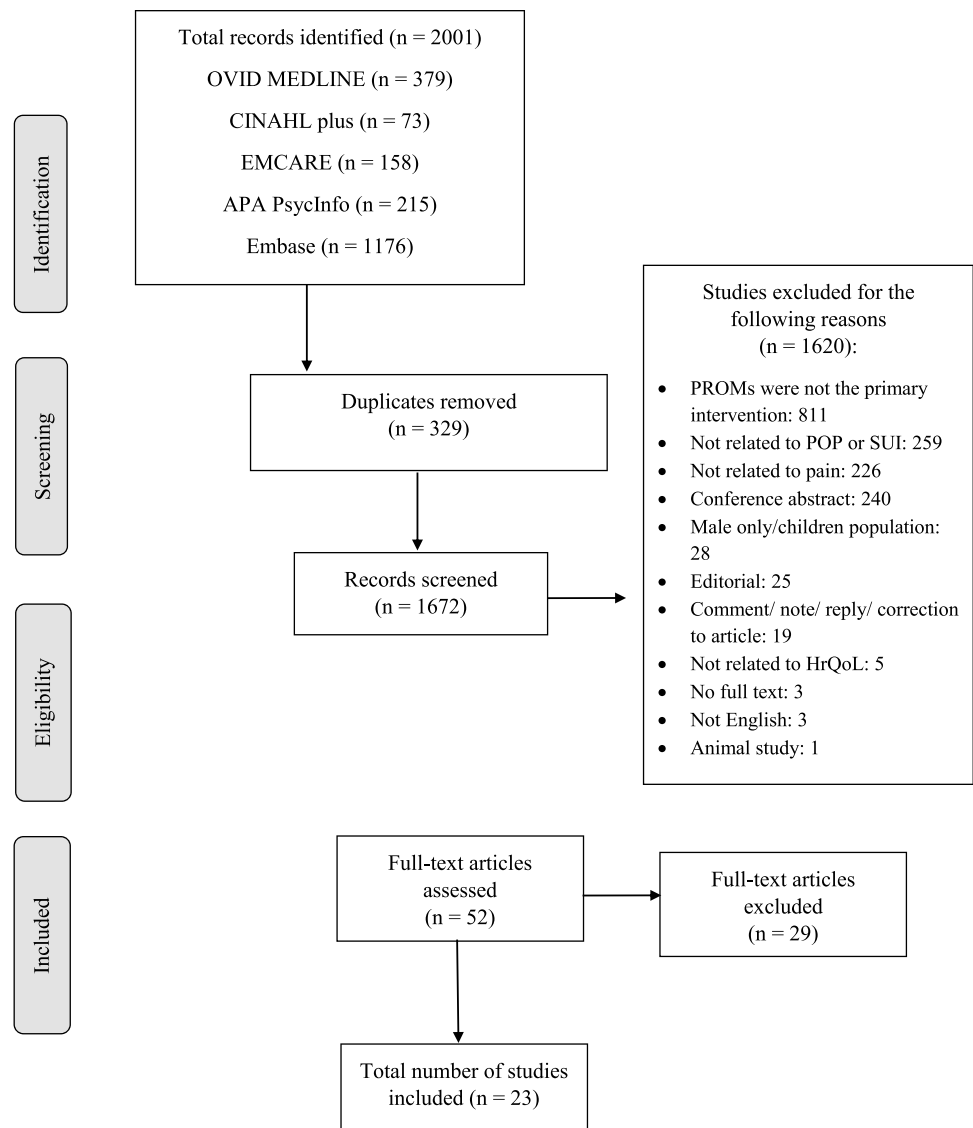 Total records identified (n = 2001)
OVID MEDLINE (n = 379)
CINAHL plus (n = 73)
EMCARE (n = 158)
APA PsycInfo (n = 215)
Embase (n = 1176)
Identification
Studies excluded for the
following reasons
(n = 1620):
• PROMs were not the primary
intervention: 811
• Not related to POP or SUI: 259
• Not related to pain: 226
• Conference abstract: 240
• Male only/children population:
28
• Editorial: 25
• Comment/ note/ reply/ correction
to article: 19
• Not related to HrQoL: 5
• No full text: 3
• Not English: 3
• Animal study: 1
Screening
Duplicates removed
(n = 329)
Records screened
(n = 1672)
Eligibility
Included
Full-text articles
assessed
(n = 52)
Full-text articles
excluded
(n = 29)
Total number of studies
included (n = 23)